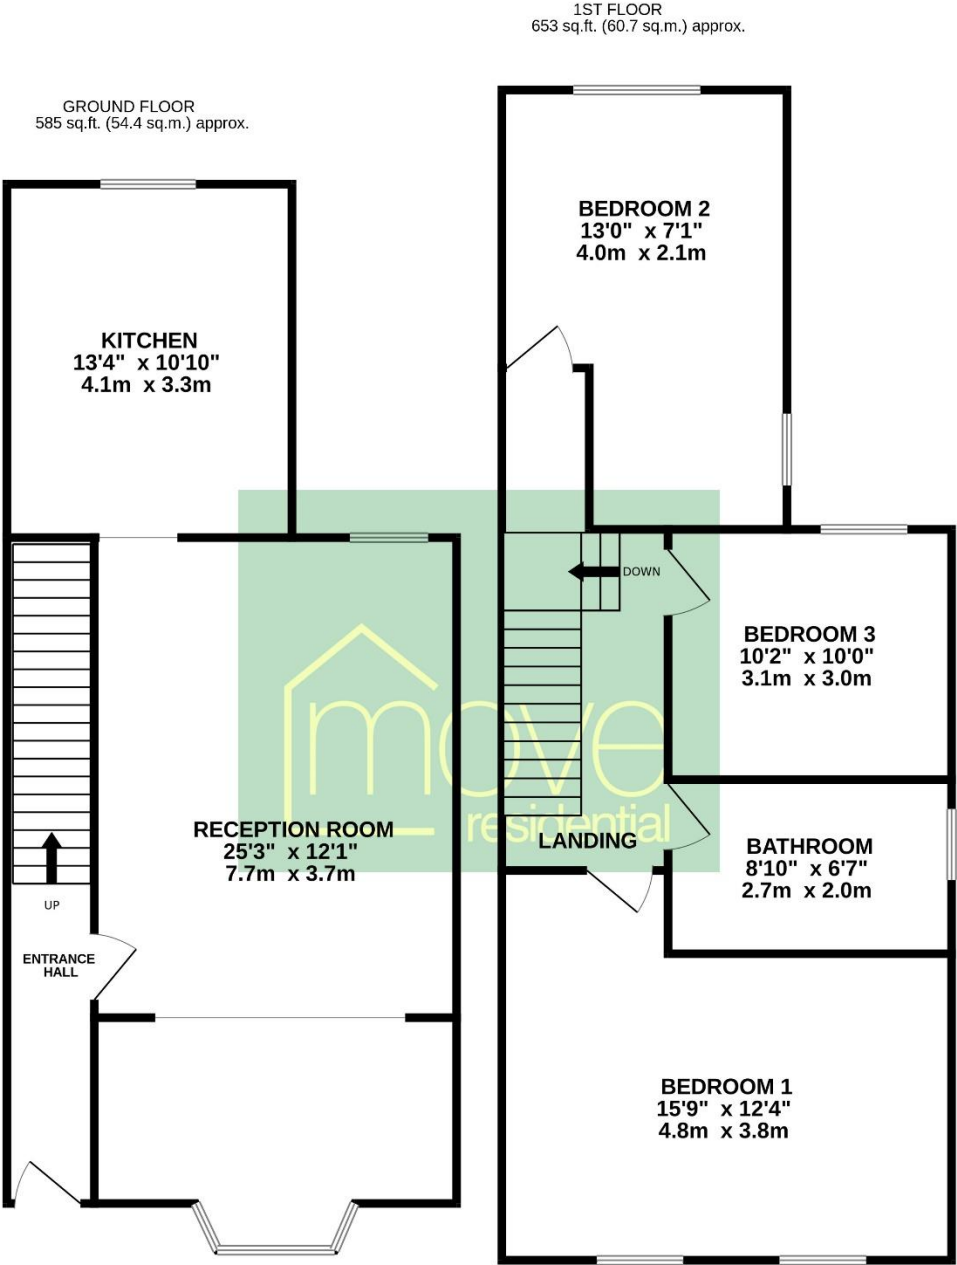 GROUND FLOOR
585 sq.ft. (54.4 sq.m.) approx.
KITCHEN
13'4" x 10'10"
4.1m x 3.3m
RECEPTION ROOM
25'3" x 12'1"
7.7m x 3.7m
UP
ENTRANCE
HALL
1ST FLOOR
653 sq.ft. (60.7 sq.m.) approx.
BEDROOM 2
13'0" x 7'1"
4.0m x 2.1m
DOWN
BEDROOM 3
10'2" x 10'0"
3.1m x 3.0m
LANDING
BATHROOM
8'10" x 6'7"
2.7m x 2.0m
BEDROOM 1
15'9" x 12'4"
4.8m x 3.8m
move
residential